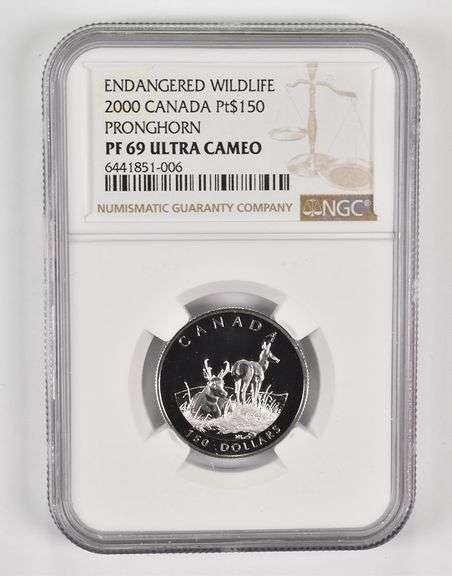 ENDANGERED WILDLIFE
2000 CANADA Pt$150
PRONGHORN
PF 69 ULTRA CAMEO
6441851-006
NUMISMATIC GUARANTY COMPANY
NGC®
CANADA
150 DOLLARS